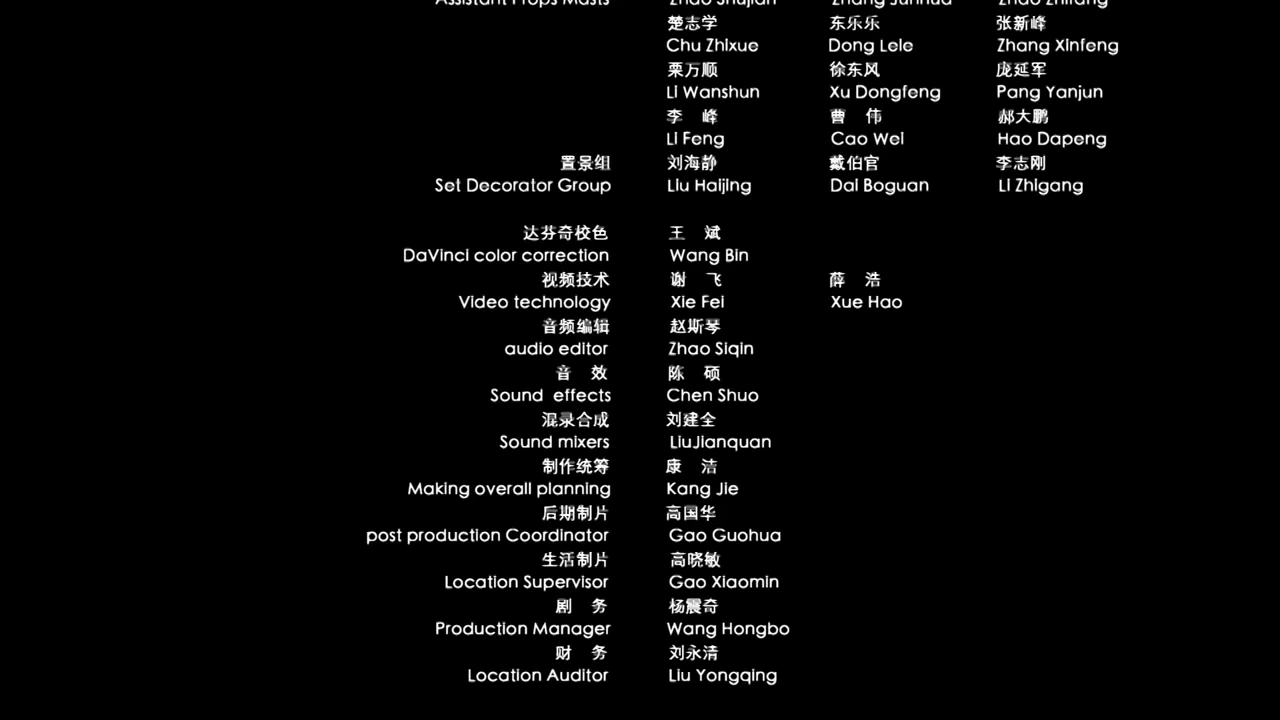 Assistant Props Masts Zhao Shujian Zhang Junhua Zhao Zhifang
楚志学 东乐乐 张新峰
Chu Zhixue Dong Lele Zhang Xinfeng
栗万顺 徐东风 庞延军
Li Wanshun Xu Dongfeng Pang Yanjun
李 峰 曹 伟 郝大鹏
Li Feng Cao Wei Hao Dapeng
置景组 刘海静 戴伯官 李志刚
Set Decorator Group Liu Haijing Dai Boguan Li Zhigang
达芬奇校色 王 斌
DaVinci color correction Wang Bin
视频技术 谢 飞 薛 浩
Video technology Xie Fei Xue Hao
音频编辑 赵斯琴
audio editor Zhao Siqin
音 效 陈 硕
Sound effects Chen Shuo
混录合成 刘建全
Sound mixers LiuJianquan
制作统筹 康 洁
Making overall planning Kang Jie
后期制片 高国华
post production Coordinator Gao Guohua
生活制片 高晓敏
Location Supervisor Gao Xiaomin
剧 务 杨震奇
Production Manager Wang Hongbo
财 务 刘永清
Location Auditor Liu Yongqing